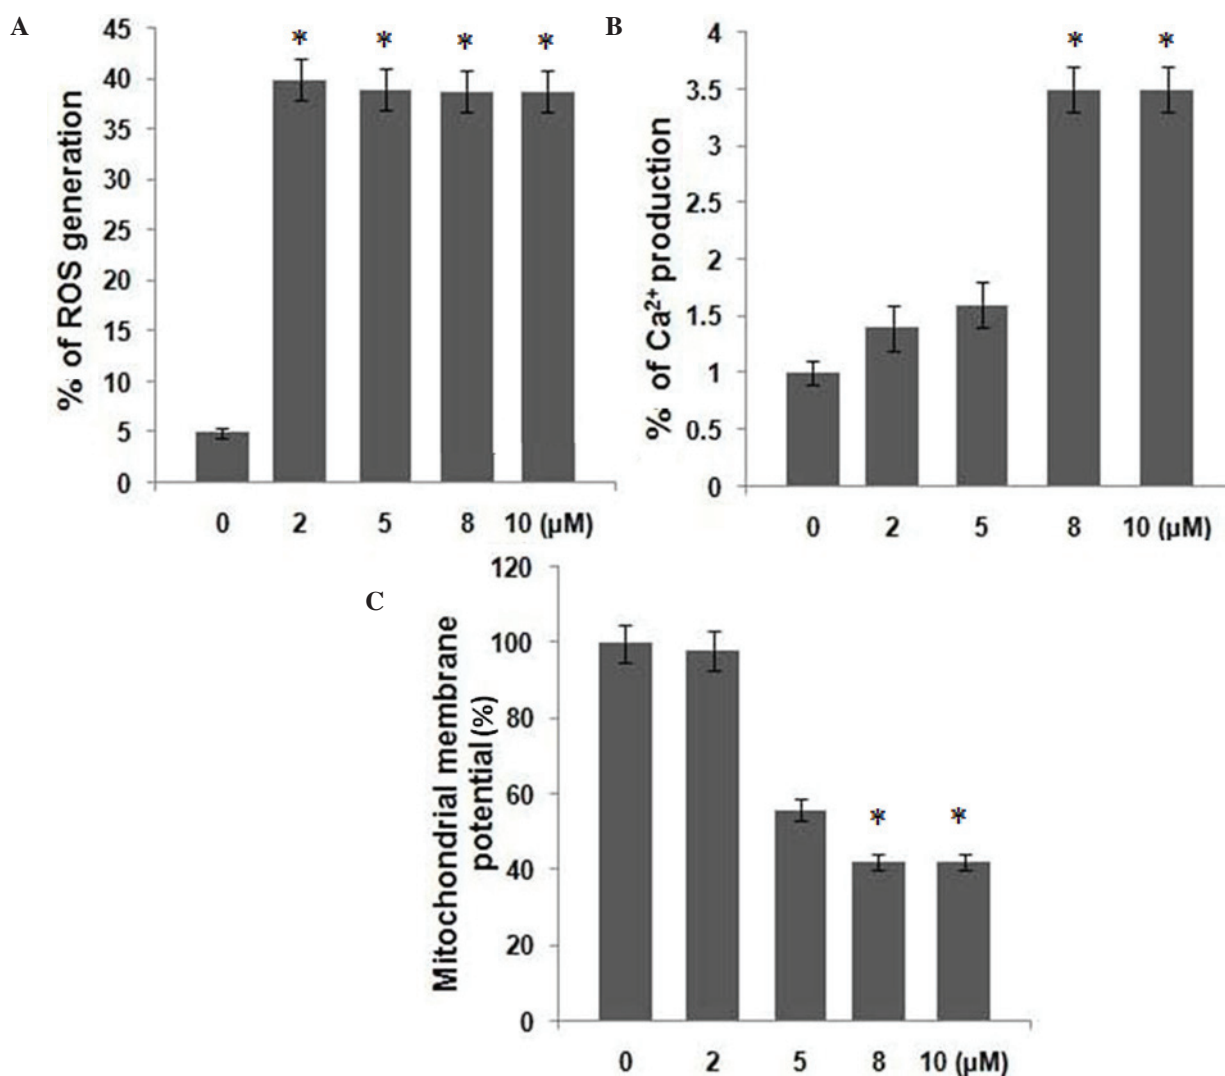 A
% of ROS generation
45
40
35
30
25
20
15
10
5
0
* * * *
0 2 5 8 10 (µM)
B
% of Ca²⁺ production
4
3.5
3
2.5
2
1.5
1
0.5
0
* *
0 2 5 8 10 (µM)
C
Mitochondrial membrane
potential (%)
120
100
80
60
40
20
0
* *
0 2 5 8 10 (µM)